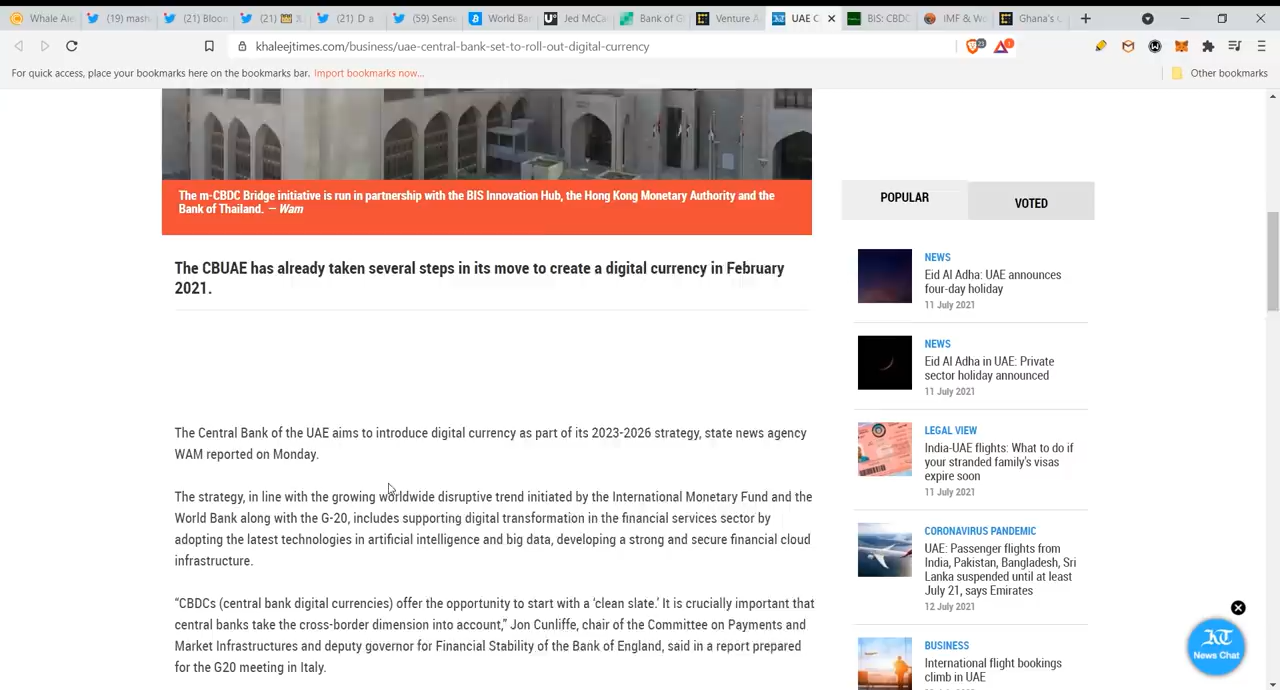 Whale Ale
(19) mash
(21) Bloon
(21)
(21) D a
(59) Sense
World Bar
Jed McCa
Bank of G
Venture A
UAE C
BIS: CBDC
IMF & Wo
Ghana's C
khaleejtimes.com/business/uae-central-bank-set-to-roll-out-digital-currency
23
1
For quick access, place your bookmarks here on the bookmarks bar. Import bookmarks now...
Other bookmarks
The m-CBDC Bridge initiative is run in partnership with the BIS Innovation Hub, the Hong Kong Monetary Authority and the
Bank of Thailand. — Wam
The CBUAE has already taken several steps in its move to create a digital currency in February
2021.
The Central Bank of the UAE aims to introduce digital currency as part of its 2023-2026 strategy, state news agency
WAM reported on Monday.
The strategy, in line with the growing worldwide disruptive trend initiated by the International Monetary Fund and the
World Bank along with the G-20, includes supporting digital transformation in the financial services sector by
adopting the latest technologies in artificial intelligence and big data, developing a strong and secure financial cloud
infrastructure.
“CBDCs (central bank digital currencies) offer the opportunity to start with a ‘clean slate.’ It is crucially important that
central banks take the cross-border dimension into account,” Jon Cunliffe, chair of the Committee on Payments and
Market Infrastructures and deputy governor for Financial Stability of the Bank of England, said in a report prepared
for the G20 meeting in Italy.
POPULAR
VOTED
NEWS
Eid Al Adha: UAE announces
four-day holiday
11 July 2021
NEWS
Eid Al Adha in UAE: Private
sector holiday announced
11 July 2021
LEGAL VIEW
India-UAE flights: What to do if
your stranded family's visas
expire soon
11 July 2021
CORONAVIRUS PANDEMIC
UAE: Passenger flights from
India, Pakistan, Bangladesh, Sri
Lanka suspended until at least
July 21, says Emirates
12 July 2021
BUSINESS
International flight bookings
climb in UAE
KT
News Chat